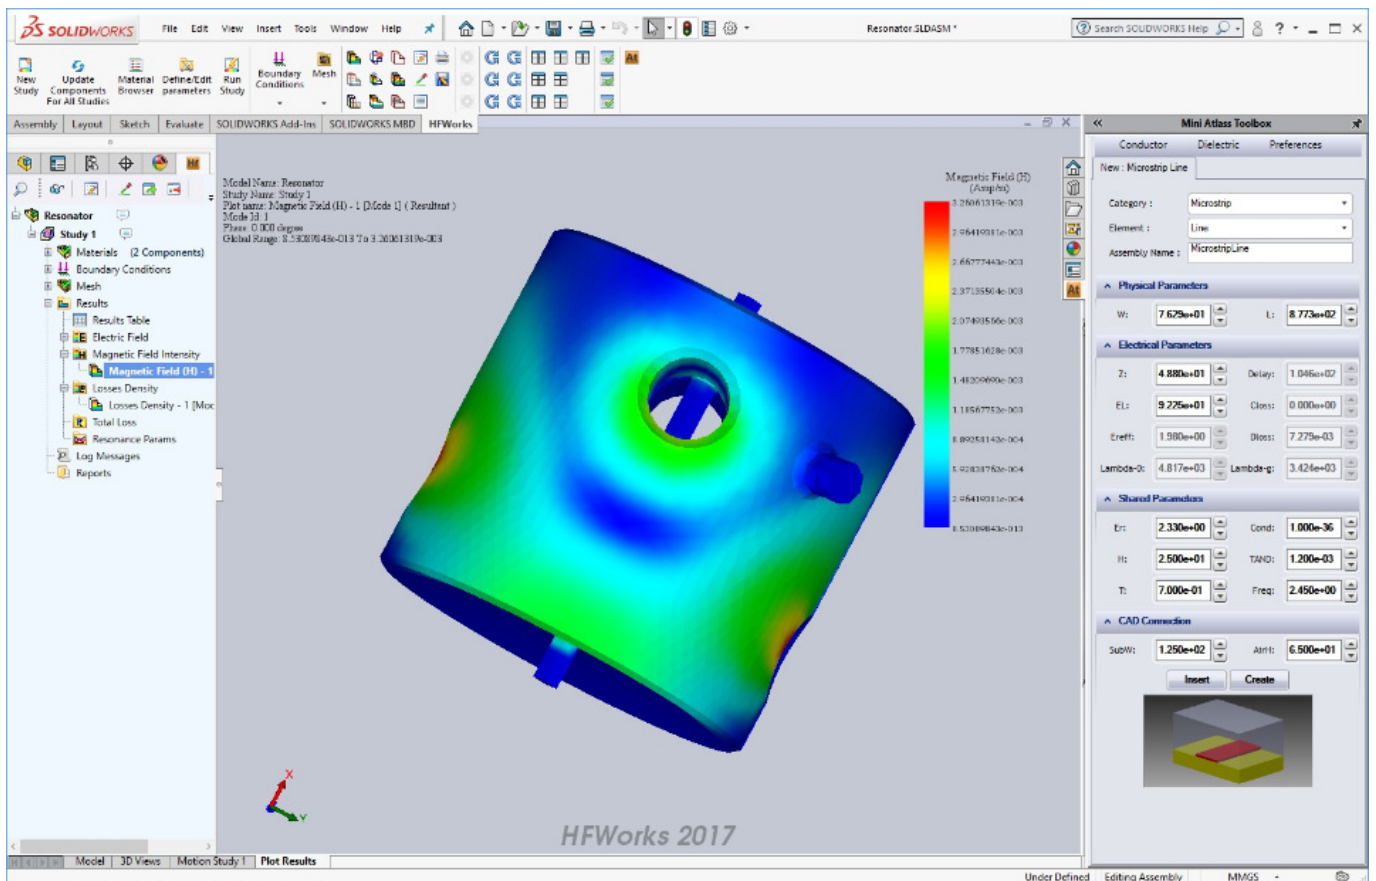 SOLIDWORKS File Edit View Insert Tools Window Help Resonator.SLDASM * Search SOLIDWORKS Help
New Study
Update Components For All Studies
Material Browser
Define/Edit parameters
Run Study
Boundary Conditions
Mesh
Assembly Layout Sketch Evaluate SOLIDWORKS Add-Ins SOLIDWORKS MBD HFWorks
Resonator
Study 1
Materials (2 Components)
Boundary Conditions
Mesh
Results
Results Table
Electric Field
Magnetic Field Intensity
Magnetic Field (H) - 1
Losses Density
Losses Density - 1 [Moc
Total Loss
Resonance Params
Log Messages
Reports
Model Name: Resonator
Study Name: Study 1
Plot name: Magnetic Field (H) - 1 [Mode 1] ( Resultant )
Mode Id: 1
Phase: 0.000 degree
Global Range: 8.53089843e-013 To 3.26061319e-003
Magnetic Field (H)
(Amp/m)
3.26061319e-003
2.96419381e-003
2.66777443e-003
2.37135504e-003
2.07493566e-003
1.77851628e-003
1.48209690e-003
1.18567752e-003
8.89258142e-004
5.92838762e-004
2.96419381e-004
8.53089843e-013
X
Y
HFWorks 2017
Mini Atlass Toolbox
Conductor Dielectric Preferences
New : Microstrip Line
Category : Microstrip
Element : Line
Assembly Name : MicrostripLine
Physical Parameters
W: 7.629e+01 L: 8.773e+02
Electrical Parameters
Z: 4.880e+01 Delay: 1.046e+02
EL: 9.225e+01 Closs: 0.000e+00
Ereff: 1.980e+00 Dloss: 7.279e-03
Lambda-0: 4.817e+03 Lambda-g: 3.424e+03
Shared Parameters
Er: 2.330e+00 Cond: 1.000e-36
H: 2.500e+01 TAND: 1.200e-03
T: 7.000e-01 Freq: 2.450e+00
CAD Connection
SubW: 1.250e+02 AirH: 6.500e+01
Insert Create
Model 3D Views Motion Study 1 Plot Results
Under Defined Editing Assembly MMGS